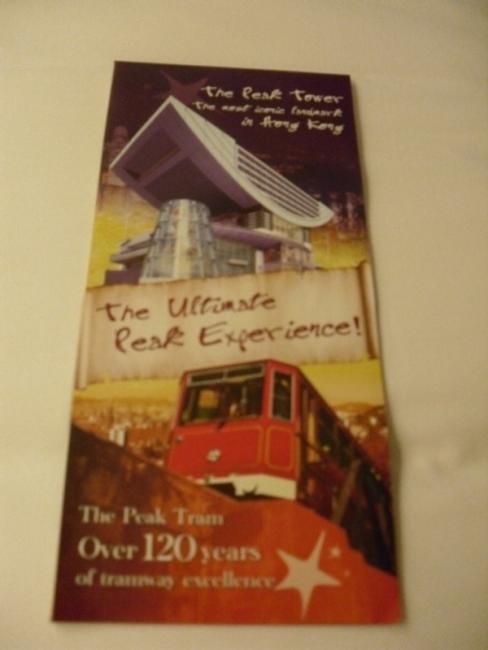 The Peak Tower
The most iconic landmark
in Hong Kong
The Ultimate
Peak Experience!
The Peak Tram
Over 120 years
of tramway excellence